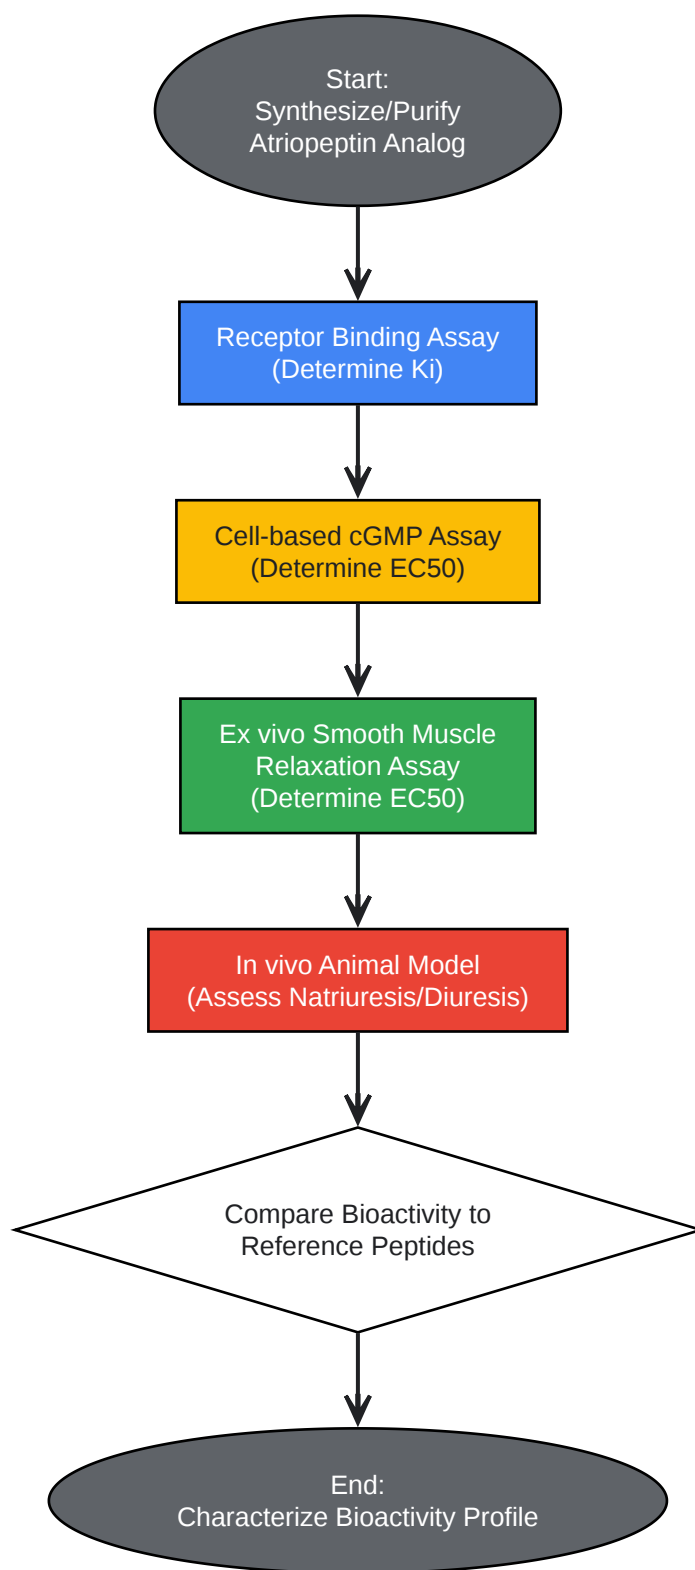 Start:
Synthesize/Purify
Atriopeptin Analog
Receptor Binding Assay
(Determine Ki)
Cell-based cGMP Assay
(Determine EC50)
Ex vivo Smooth Muscle
Relaxation Assay
(Determine EC50)
In vivo Animal Model
(Assess Natriuresis/Diuresis)
Compare Bioactivity to
Reference Peptides
End:
Characterize Bioactivity Profile